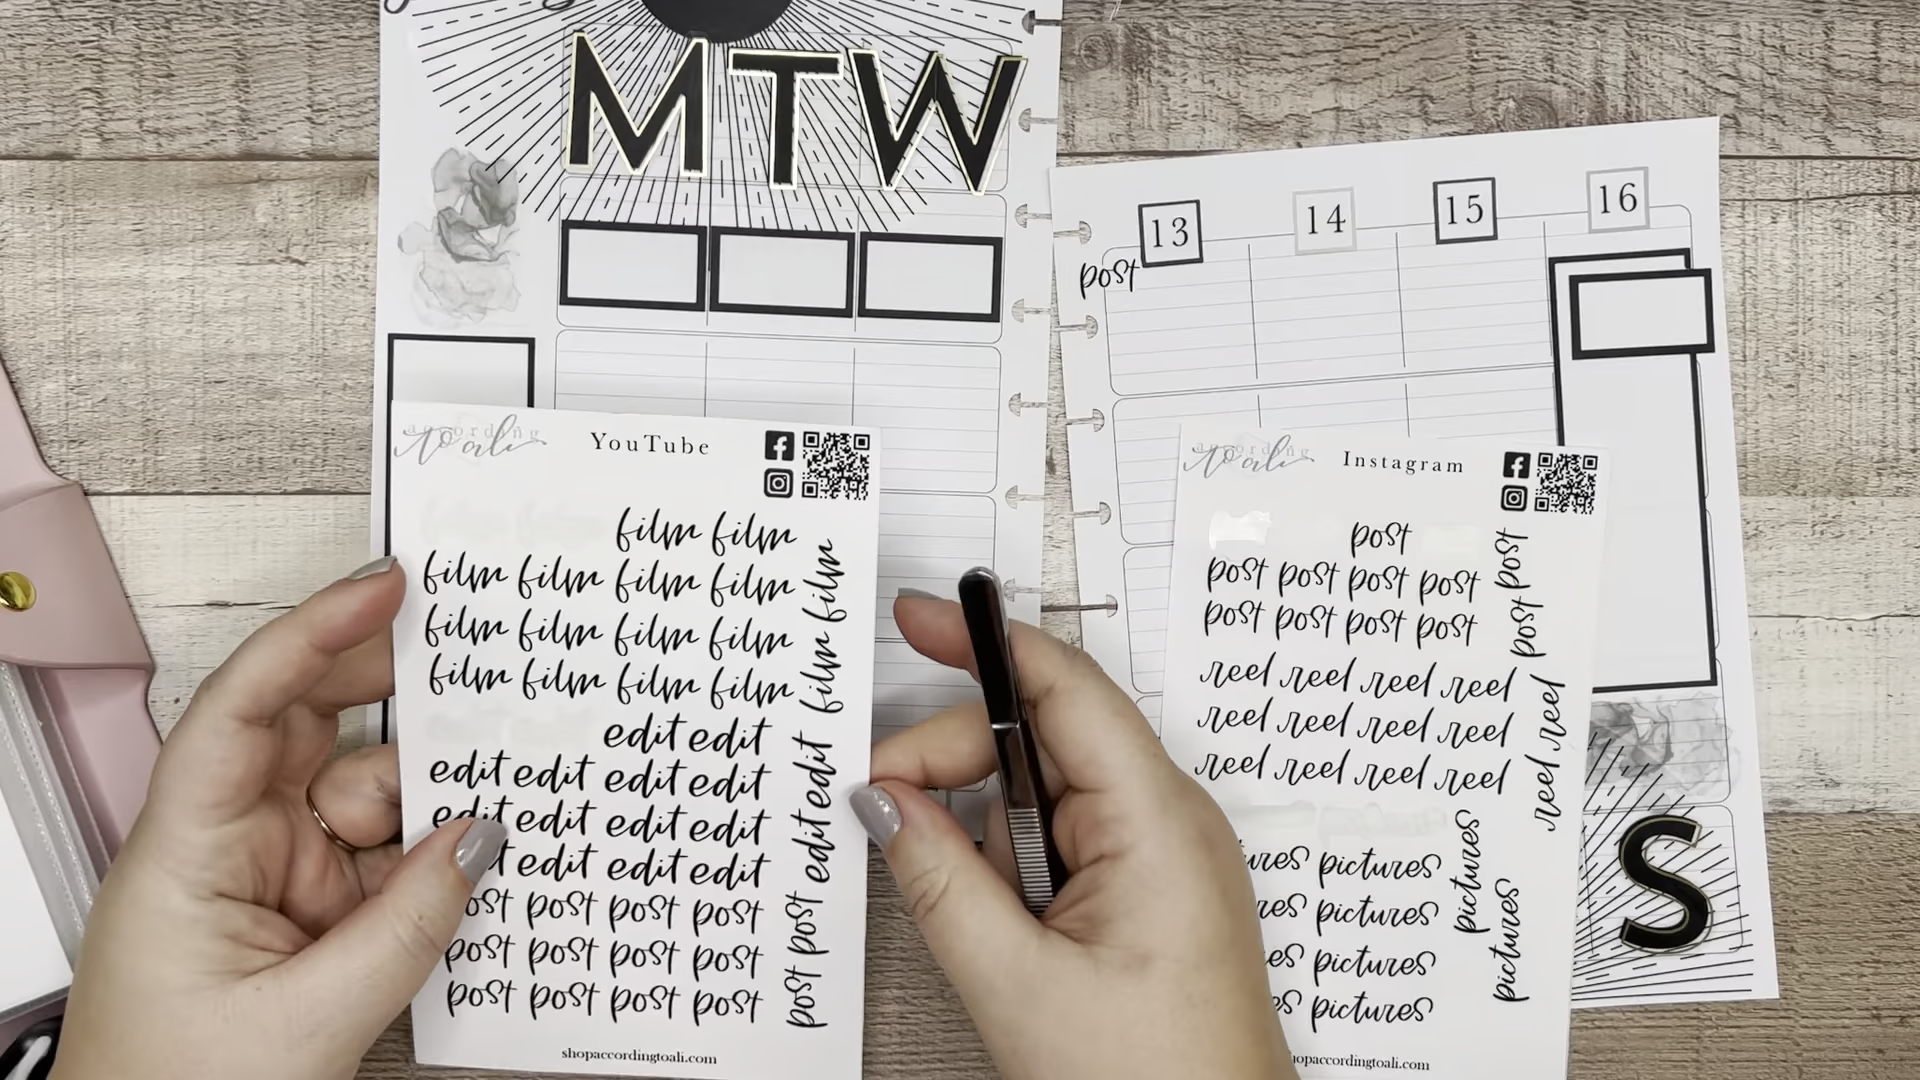 M T W
13 14 15 16
post
according
to ali
YouTube
film film
film film film film
film film film film
film film film film
film film
edit edit
edit edit edit edit
edit edit edit edit
edit edit edit
edit edit
post post post
post post post post
post post post post
post post
shopaccordingtoali.com
according
to ali
Instagram
post
post post post post
post post post post
post post
reel reel reel reel
reel reel reel reel
reel reel reel reel
reel reel
pictures
pictures
pictures
pictures
pictures
pictures
S